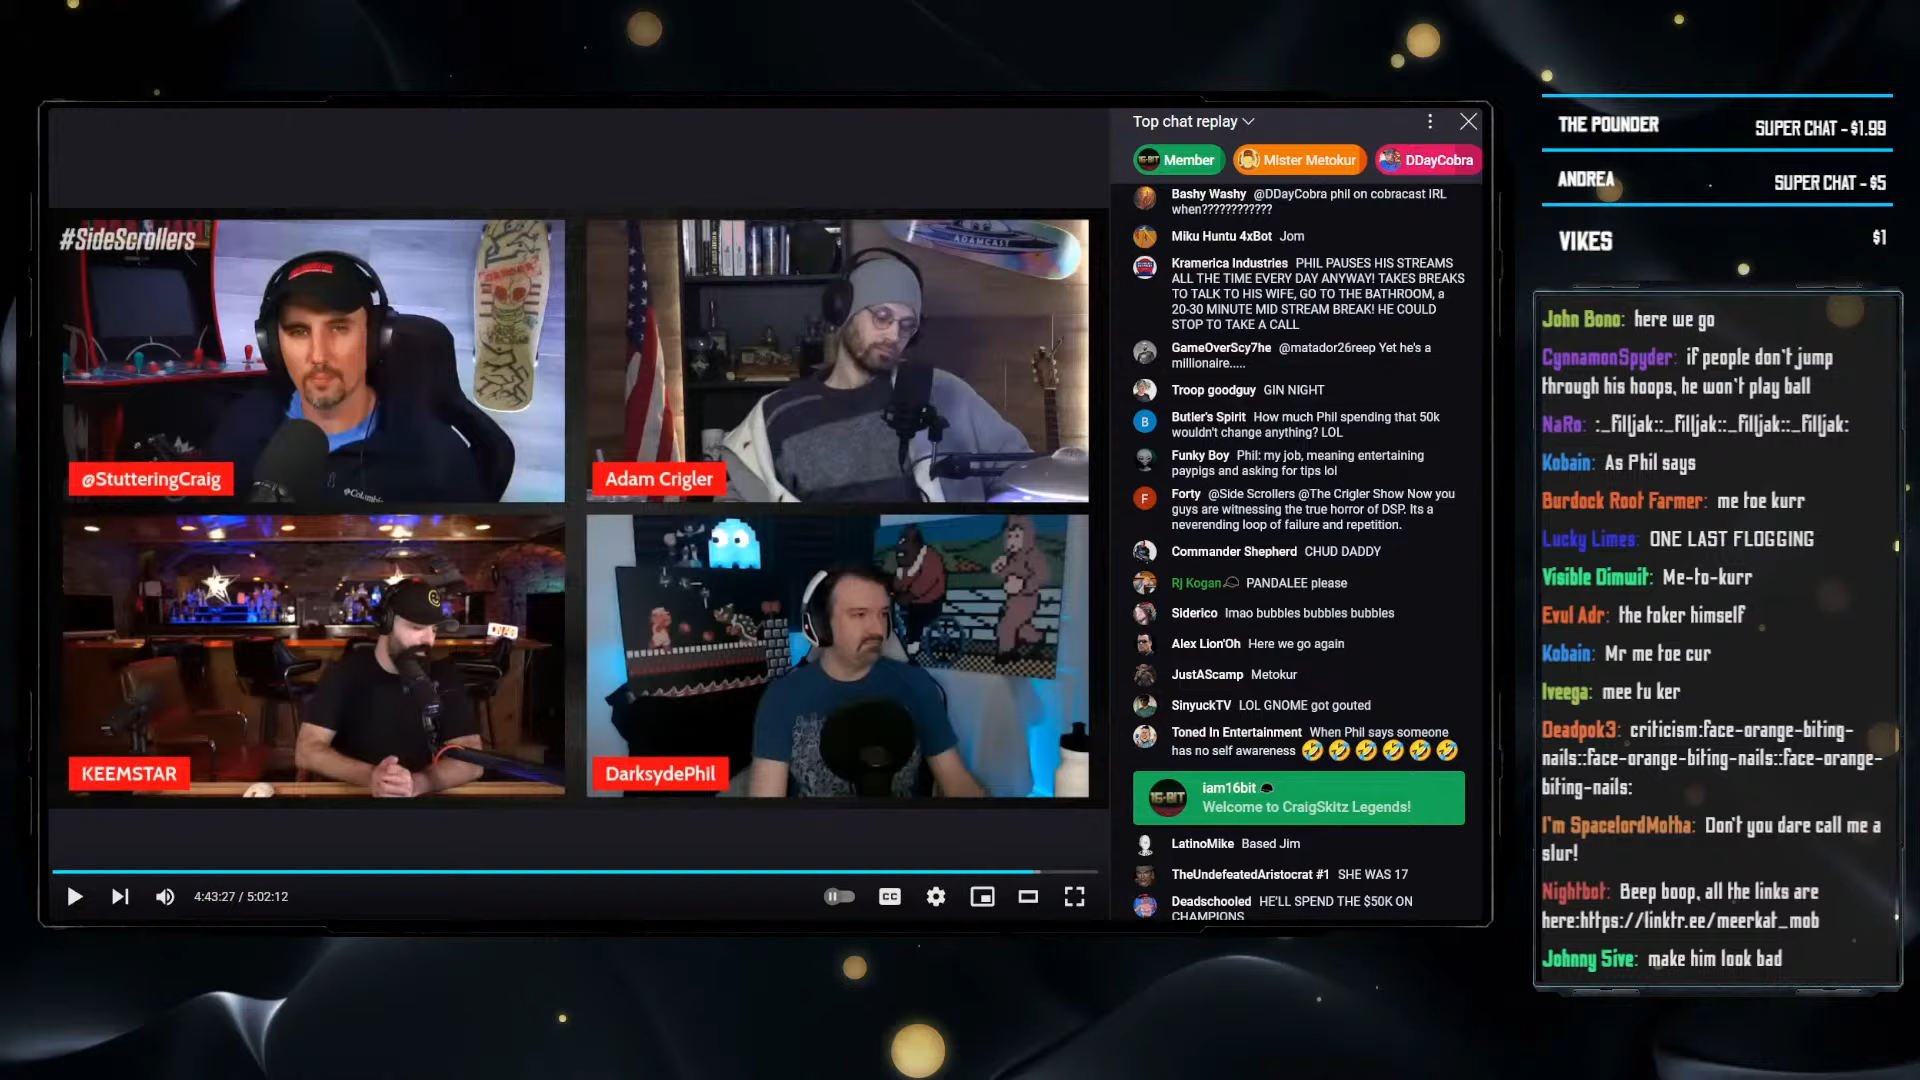 #SideScrollers
ADAMCAST
@StutteringCraig
Columbia
Adam Crigler
KEEMSTAR
DarksydePhil
4:43:27 / 5:02:12
CC
Top chat replay
16-BIT Member
Mister Metokur
DDayCobra
Bashy Washy @DDayCobra phil on cobracast IRL
when????????????
Miku Huntu 4xBot Jom
Kramerica Industries PHIL PAUSES HIS STREAMS
ALL THE TIME EVERY DAY ANYWAY! TAKES BREAKS
TO TALK TO HIS WIFE, GO TO THE BATHROOM, a
20-30 MINUTE MID STREAM BREAK! HE COULD
STOP TO TAKE A CALL
GameOverScy7he @matador26reep Yet he's a
millionaire.....
Troop goodguy GIN NIGHT
B
Butler's Spirit How much Phil spending that 50k
wouldn't change anything? LOL
Funky Boy Phil: my job, meaning entertaining
paypigs and asking for tips lol
F
Forty @Side Scrollers @The Crigler Show Now you
guys are witnessing the true horror of DSP. Its a
neverending loop of failure and repetition.
Commander Shepherd CHUD DADDY
Rj Kogan PANDALEE please
Siderico lmao bubbles bubbles bubbles
Alex Lion'Oh Here we go again
JustAScamp Metokur
SinyuckTV LOL GNOME got gouted
Toned In Entertainment When Phil says someone
has no self awareness 🤣🤣🤣🤣🤣🤣
16-BIT
iam16bit
Welcome to CraigSkitz Legends!
LatinoMike Based Jim
TheUndefeatedAristocrat #1 SHE WAS 17
Deadschooled HE'LL SPEND THE $50K ON
CHAMPIONS
THE POUNDER SUPER CHAT - $1.99
ANDREA SUPER CHAT - $5
VIKES $1
John Bono: here we go
CynnamonSpyder: if people don't jump
through his hoops, he won't play ball
NaRo: :_filljak::_filljak::_filljak::_filljak:
Kobain: As Phil says
Burdock Root Farmer: me toe kurr
Lucky Limes: ONE LAST FLOGGING
Visible Dimwit: Me-to-kurr
Evul Adr: the toker himself
Kobain: Mr me toe cur
Iveega: mee tu ker
Deadpok3: criticism:face-orange-biting-
nails::face-orange-biting-nails::face-orange-
biting-nails:
I'm SpacelordMotha: Don't you dare call me a
slur!
Nightbot: Beep boop, all the links are
here:https://linktr.ee/meerkat_mob
Johnny 5ive: make him look bad